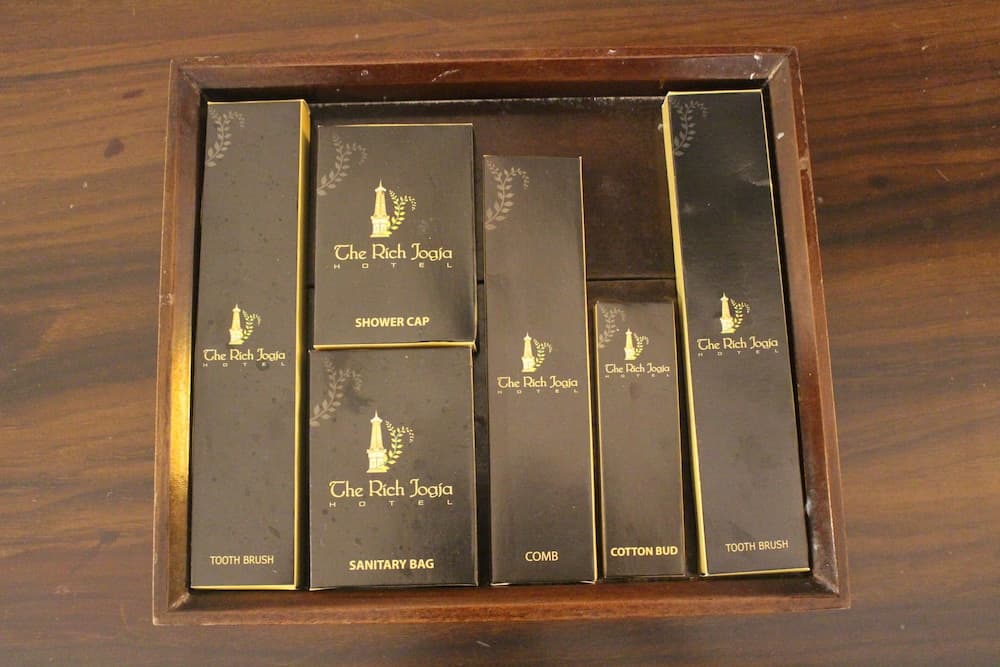 The Rich Jogja
HOTEL
TOOTH BRUSH
The Rich Jogja
HOTEL
SHOWER CAP
The Rich Jogja
HOTEL
SANITARY BAG
The Rich Jogja
HOTEL
COMB
The Rich Jogja
HOTEL
COTTON BUD
The Rich Jogja
HOTEL
TOOTH BRUSH